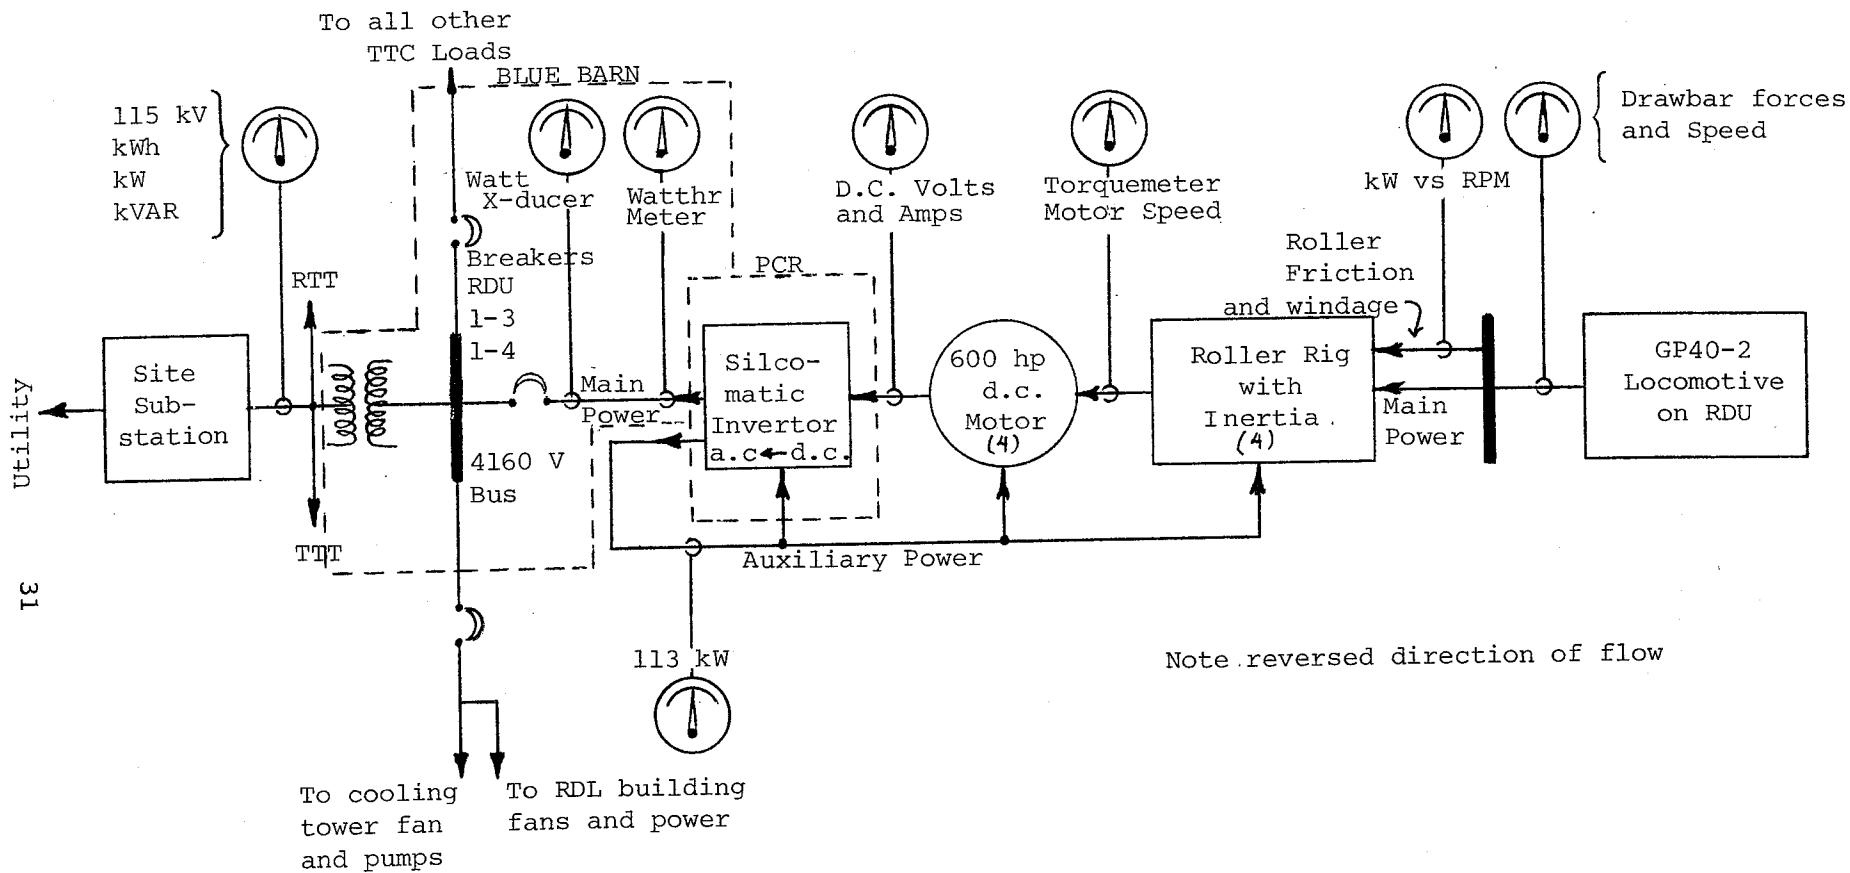 To all other
TTC Loads
BLUE BARN
115 kV
kWh
kW
kVAR
Watt
X-ducer
Watthr
Meter
D.C. Volts
and Amps
Torquemeter
Motor Speed
kW vs RPM
Drawbar forces
and Speed
Breakers
RDU
1-3
1-4
RTT
PCR
Roller
Friction
and windage
Utility
Site
Sub-
station
Main
Power
Silco-
matic
Invertor
a.c←d.c.
600 hp
d.c.
Motor
(4)
Roller Rig
with
Inertia
(4)
Main
Power
GP40-2
Locomotive
on RDU
4160 V
Bus
TTT
Auxiliary Power
31
113 kW
Note reversed direction of flow
To cooling
tower fan
and pumps
To RDL building
fans and power